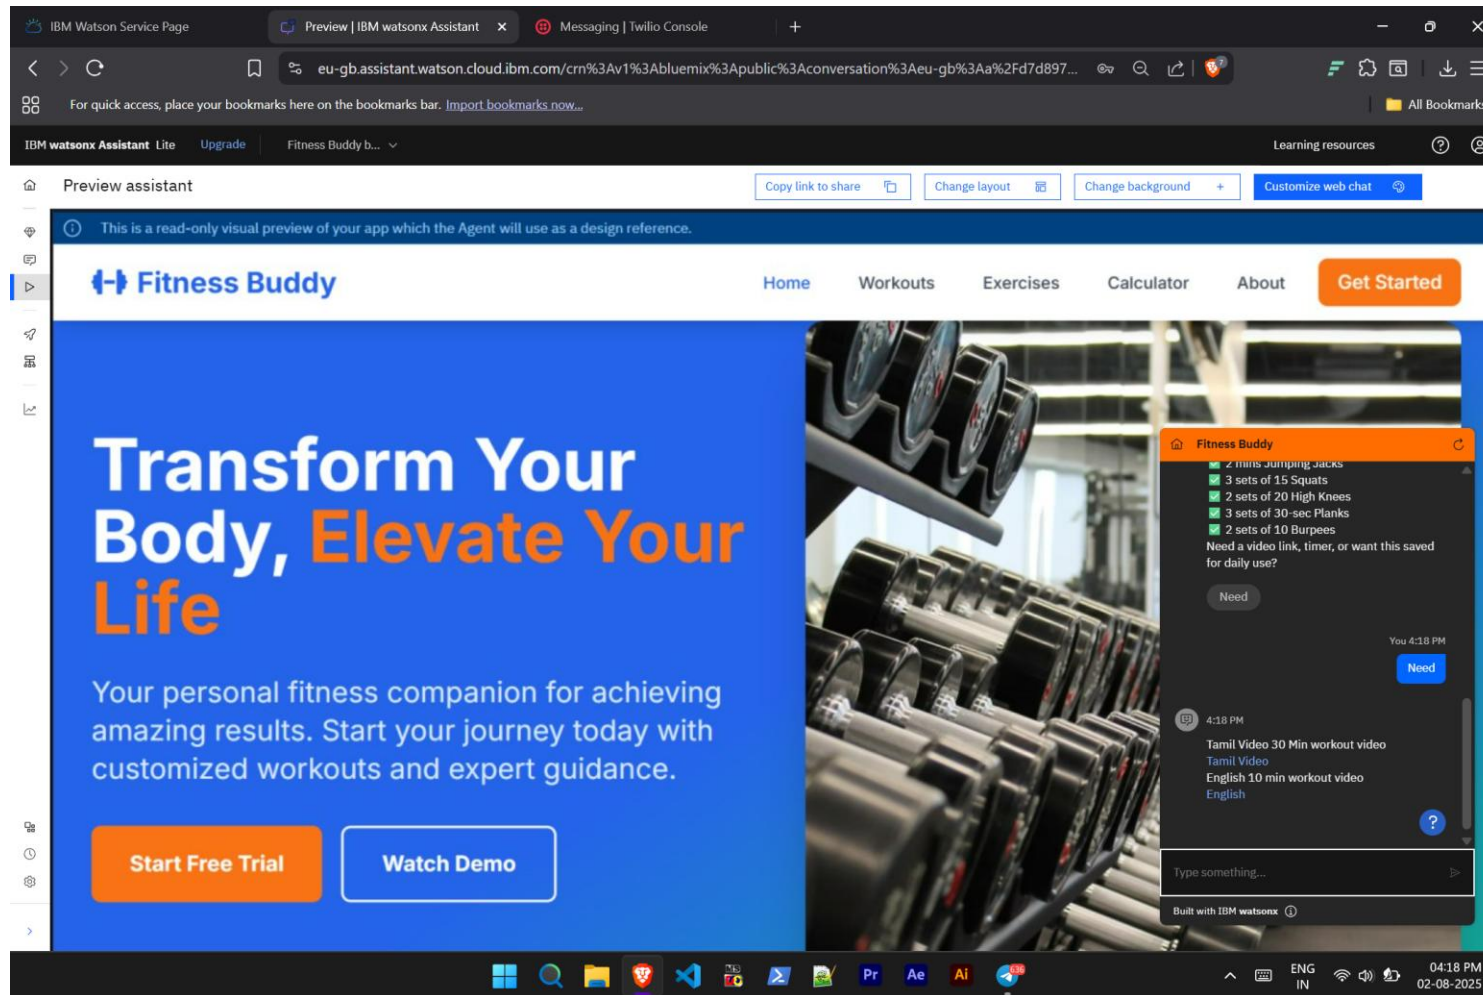 IBM Watson Service Page
Preview | IBM watsonx Assistant
Messaging | Twilio Console
eu-gb.assistant.watson.cloud.ibm.com/crn%3Av1%3Abluemix%3Apublic%3Aconversation%3Aeu-gb%3Aa%2Fd7d897...
7
For quick access, place your bookmarks here on the bookmarks bar. Import bookmarks now...
All Bookmarks
IBM watsonx Assistant Lite
Upgrade
Fitness Buddy b...
Learning resources
Preview assistant
Copy link to share
Change layout
Change background
Customize web chat
This is a read-only visual preview of your app which the Agent will use as a design reference.
Fitness Buddy
Home
Workouts
Exercises
Calculator
About
Get Started
Transform Your
Body, Elevate Your
Life
Your personal fitness companion for achieving
amazing results. Start your journey today with
customized workouts and expert guidance.
Start Free Trial
Watch Demo
Fitness Buddy
2 mins Jumping Jacks
3 sets of 15 Squats
2 sets of 20 High Knees
3 sets of 30-sec Planks
2 sets of 10 Burpees
Need a video link, timer, or want this saved
for daily use?
Need
You 4:18 PM
Need
4:18 PM
Tamil Video 30 Min workout video
Tamil Video
English 10 min workout video
English
?
Type something...
Built with IBM watsonx
Pr
Ae
Ai
636
ENG
IN
04:18 PM
02-08-2025